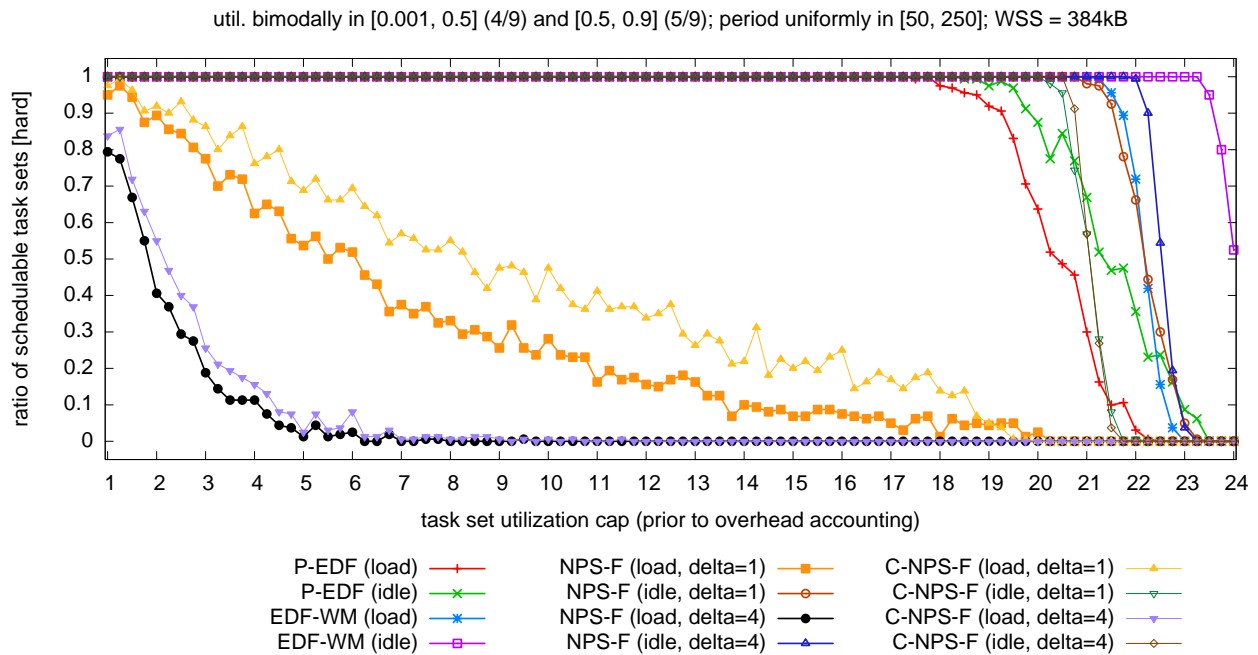 util. bimodally in [0.001, 0.5] (4/9) and [0.5, 0.9] (5/9); period uniformly in [50, 250]; WSS = 384kB
ratio of schedulable task sets [hard]
1
0.9
0.8
0.7
0.6
0.5
0.4
0.3
0.2
0.1
0
1 2 3 4 5 6 7 8 9 10 11 12 13 14 15 16 17 18 19 20 21 22 23 24
task set utilization cap (prior to overhead accounting)
P-EDF (load) NPS-F (load, delta=1) C-NPS-F (load, delta=1)
P-EDF (idle) NPS-F (idle, delta=1) C-NPS-F (idle, delta=1)
EDF-WM (load) NPS-F (load, delta=4) C-NPS-F (load, delta=4)
EDF-WM (idle) NPS-F (idle, delta=4) C-NPS-F (idle, delta=4)